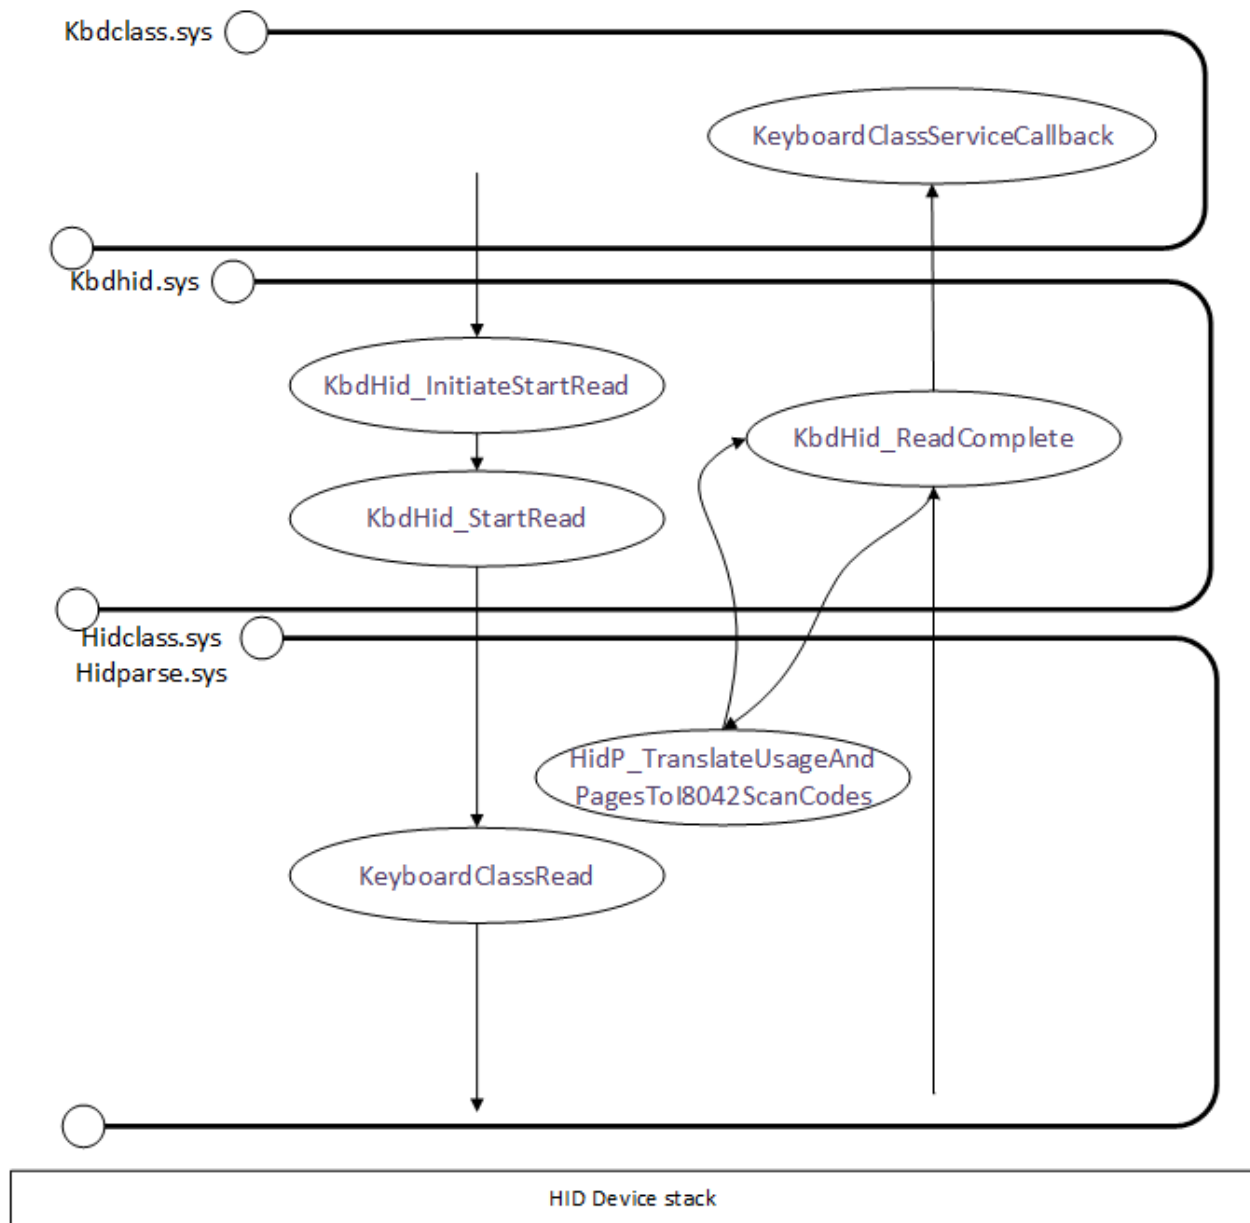 Kbdclass.sys
KeyboardClassServiceCallback
Kbdhid.sys
KbdHid_InitiateStartRead
KbdHid_ReadComplete
KbdHid_StartRead
Hidclass.sys
Hidparse.sys
HidP_TranslateUsageAnd
PagesToI8042ScanCodes
KeyboardClassRead
HID Device stack